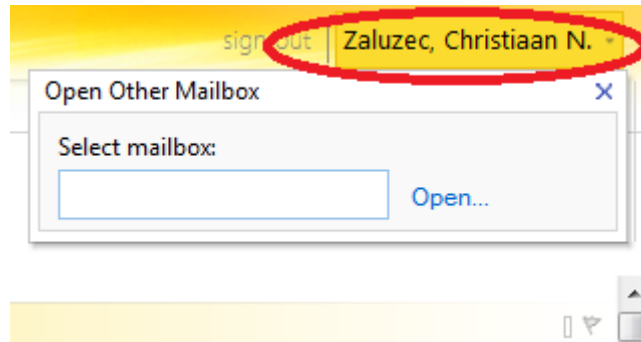 sign out | Zaluzec, Christiaan N.
Open Other Mailbox
Select mailbox:
Open...